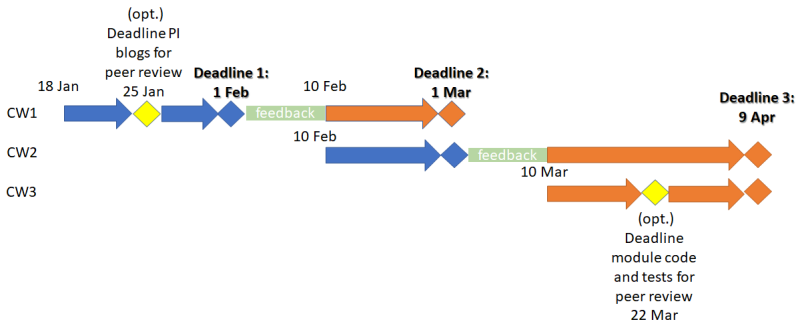 (opt.)
Deadline PI
blogs for
peer review
25 Jan
18 Jan
Deadline 1:
1 Feb
10 Feb
Deadline 2:
1 Mar
Deadline 3:
9 Apr
CW1
feedback
10 Feb
CW2
feedback
10 Mar
CW3
(opt.)
Deadline
module code
and tests for
peer review
22 Mar